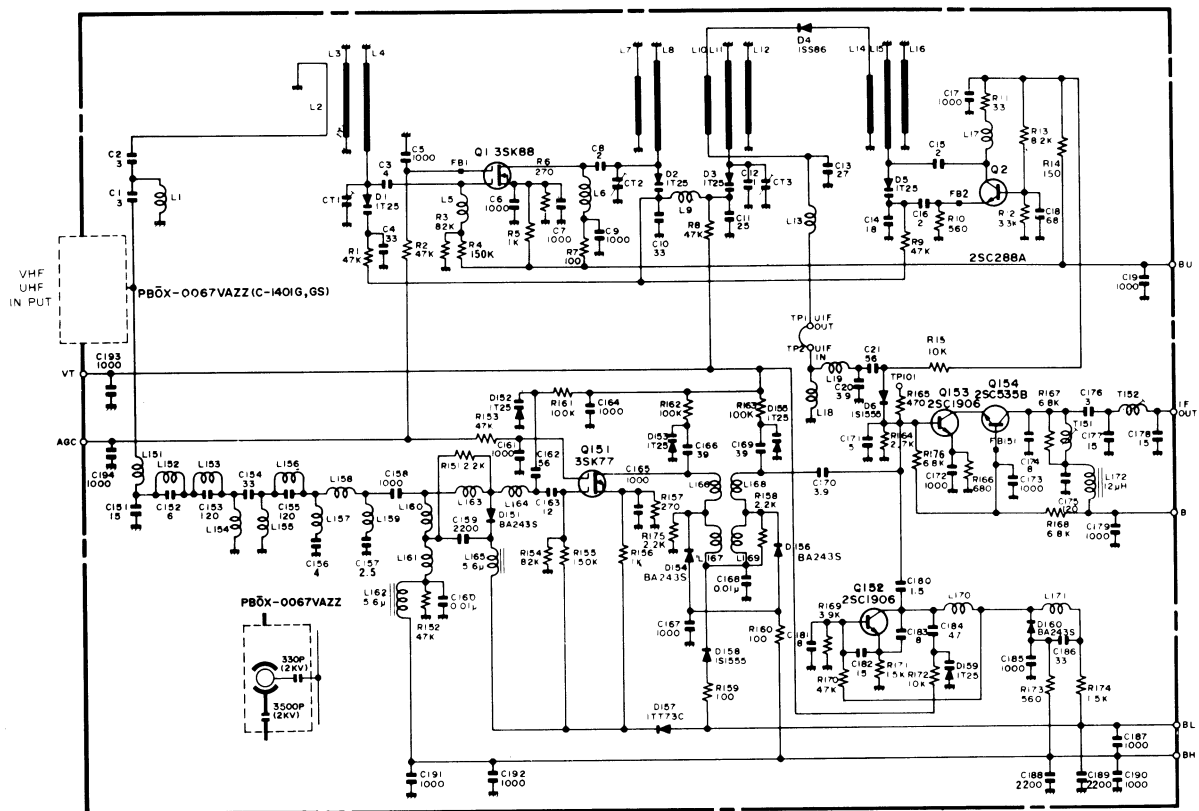 L3
L4
L7
L8
L10
L11
L12
D4
1SS86
L14
L15
L16
L2
C17
1000
R11
33
L17
R13
8.2K
R14
150
C2
3
C1
3
L1
C5
1000
FB1
Q1 3SK88
R6
270
C8
2
C3
4
CT1
D1
1T25
L5
R3
82K
R4
150K
C6
1000
R5
1K
C7
1000
L6
C9
1000
R7
100
CT2
D2
1T25
C10
33
L9
D3
1T25
C12
1
CT3
C11
25
R8
47K
C13
27
L13
C15
2
Q2
D5
1T25
FB2
C14
18
C16
2
R10
560
R9
47K
R12
3.3K
C18
68
2SC288A
C4
33
R1
47K
R2
47K
VHF
UHF
IN PUT
PBŌX-0067VAZZ(C-1401G,GS)
C19
1000
BU
TP1 UIF
OUT
TP2 UIF
IN
C21
56
R15
10K
L19
C20
3.9
L18
TP101
D6
1S1555
R165
470
Q153
2SC1906
Q154
2SC535B
R167
6.8K
C176
3
T152
IF
OUT
C193
1000
VT
AGC
C194
1000
L151
C151
15
L152
C152
6
L153
C153
120
C154
33
L156
C155
120
L154
L155
L158
L157
C156
4
L159
C157
2.5
C158
1000
R153
47K
R151 2.2K
L160
L163
C159
2200
D151
BA243S
L164
C161
1000
C162
56
C163
12
D152
1T25
R161
100K
C164
1000
Q151
3SK77
C165
1000
R162
100K
D153
1T25
C166
39
R163
100K
D155
1T25
C169
39
L166
L168
C170
3.9
C171
5
R164
2.7K
R176
6.8K
C172
1000
R166
680
FB151
C173
1000
C174
8
T151
C177
15
C178
15
C175
120
L172
12μH
R168
6.8K
C179
1000
B
L161
L162
5.6μ
R152
47K
C160
0.01μ
L165
5.6μ
R154
82K
R155
150K
R156
1K
R157
270
R175
2.2K
D154
BA243S
L167
L169
R158
2.2K
D156
BA243S
C168
0.01μ
C167
1000
R160
100
D158
1S1555
R159
100
D157
1TT73C
PBŌX-0067VAZZ
330P
(2KV)
3500P
(2KV)
C180
1.5
Q152
2SC1906
R169
3.9K
C181
8
R170
47K
C182
15
R171
1.5K
C183
8
C184
47
R172
10K
D159
1T25
L170
L171
D160
BA243S
C185
1000
C186
33
R173
560
R174
1.5K
BL
C187
1000
BH
C191
1000
C192
1000
C188
2200
C189
2200
C190
1000